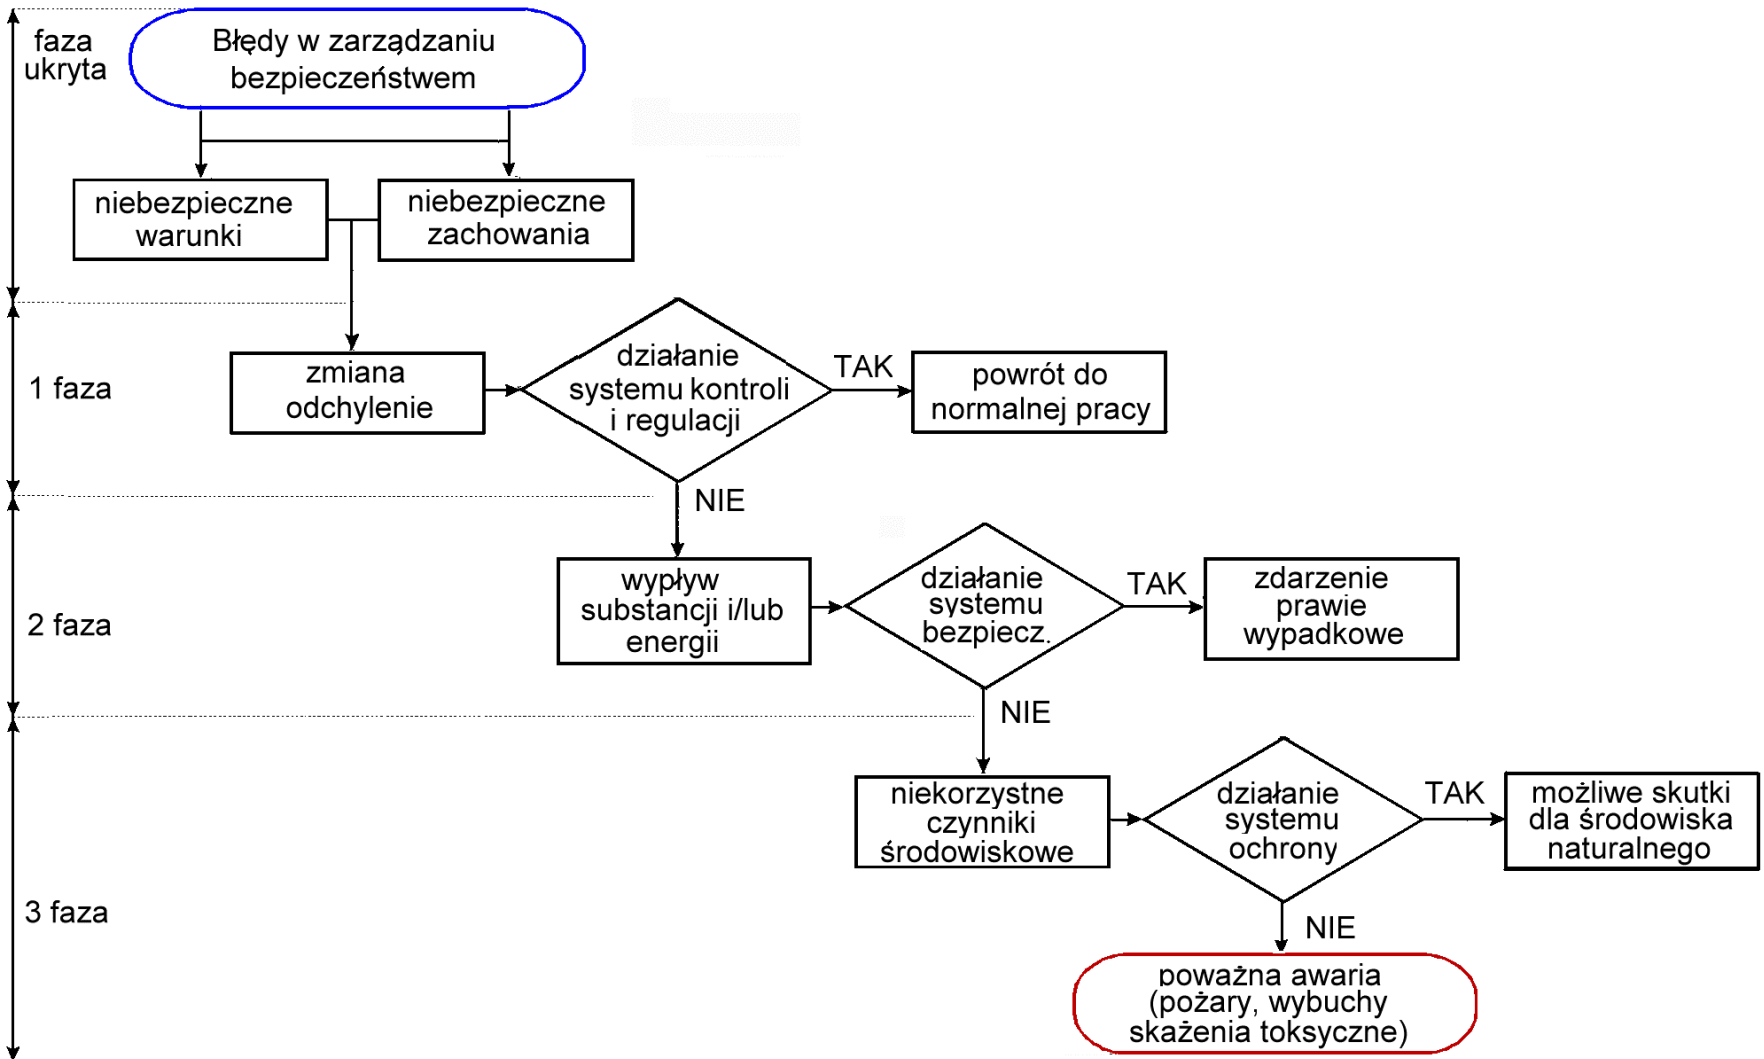 faza
ukryta
Błędy w zarządzaniu
bezpieczeństwem
niebezpieczne
warunki
niebezpieczne
zachowania
1 faza
zmiana
odchylenie
działanie
systemu kontroli
i regulacji
TAK
powrót do
normalnej pracy
NIE
2 faza
wypływ
substancji i/lub
energii
działanie
systemu
bezpiecz.
TAK
zdarzenie
prawie
wypadkowe
NIE
3 faza
niekorzystne
czynniki
środowiskowe
działanie
systemu
ochrony
TAK
możliwe skutki
dla środowiska
naturalnego
NIE
poważna awaria
(pożary, wybuchy
skażenia toksyczne)